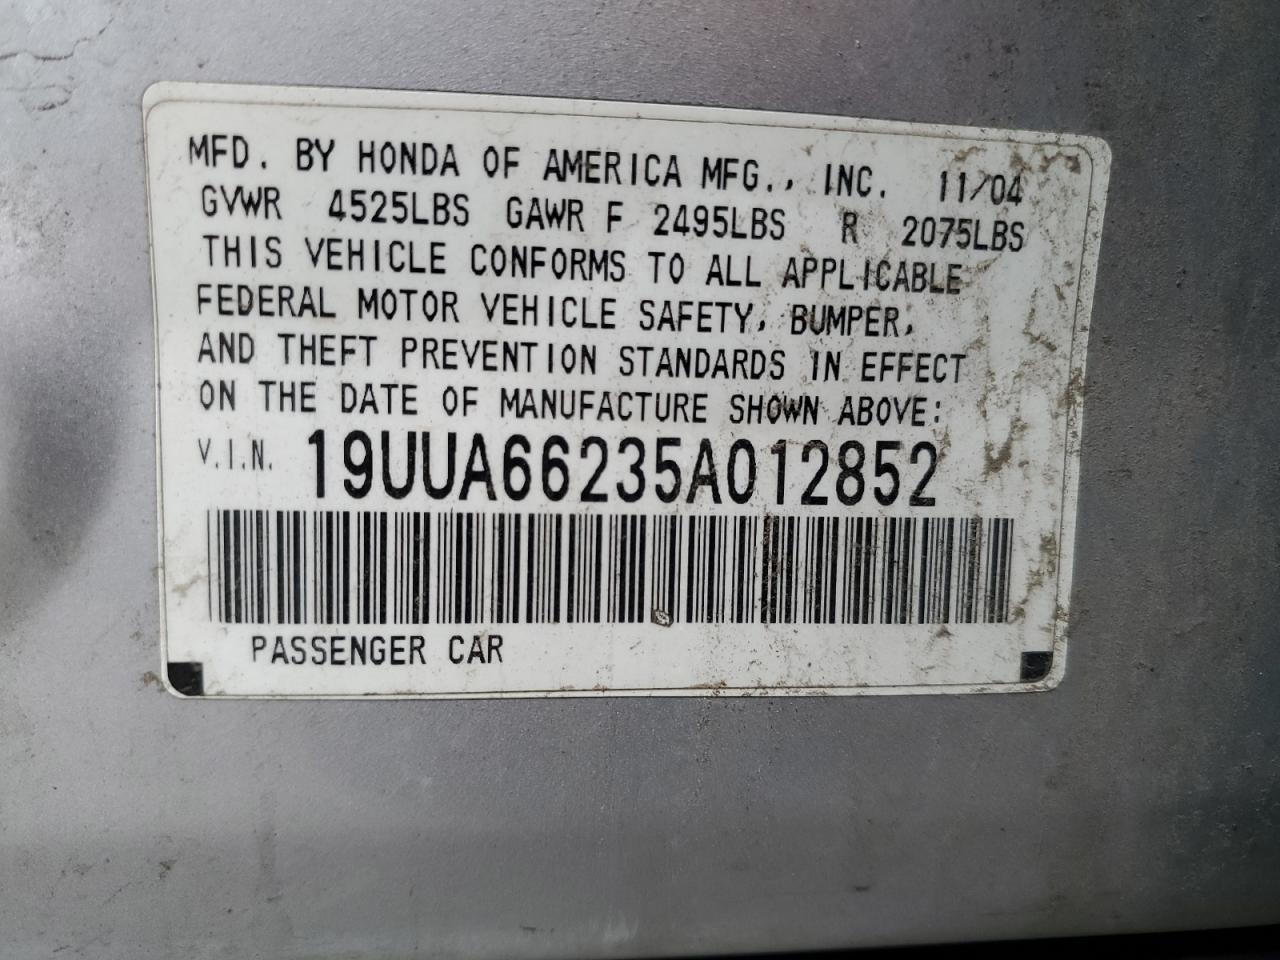 MFD. BY HONDA OF AMERICA MFG., INC. 11/04
GVWR 4525LBS GAWR F 2495LBS R 2075LBS
THIS VEHICLE CONFORMS TO ALL APPLICABLE
FEDERAL MOTOR VEHICLE SAFETY, BUMPER,
AND THEFT PREVENTION STANDARDS IN EFFECT
ON THE DATE OF MANUFACTURE SHOWN ABOVE:
V.I.N. 19UUA66235A012852
PASSENGER CAR